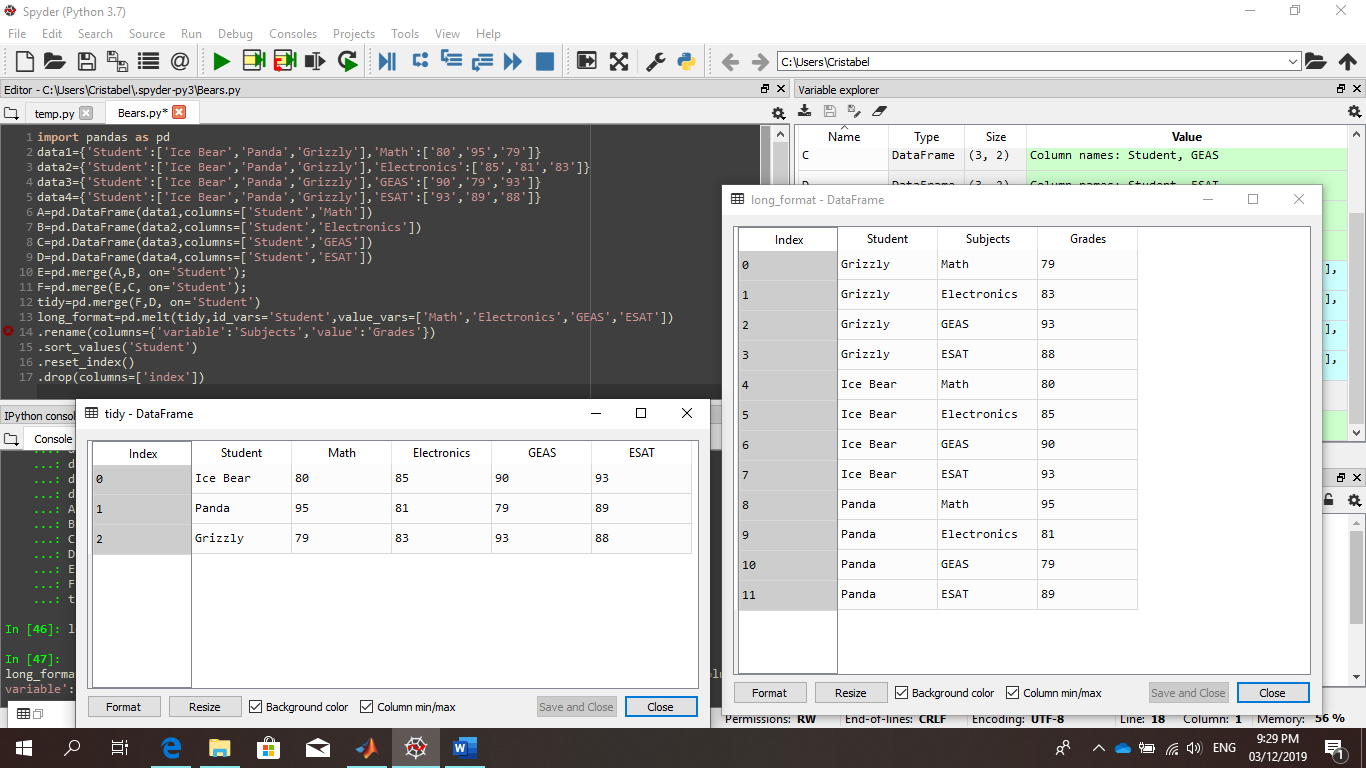 Spyder (Python 3.7)
File Edit Search Source Run Debug Consoles Projects Tools View Help
C:\Users\Cristabel
Editor - C:\Users\Cristabel\.spyder-py3\Bears.py
temp.py Bears.py*
1 import pandas as pd
2 data1={'Student':['Ice Bear','Panda','Grizzly'],'Math':['80','95','79']}
3 data2={'Student':['Ice Bear','Panda','Grizzly'],'Electronics':['85','81','83']}
4 data3={'Student':['Ice Bear','Panda','Grizzly'],'GEAS':['90','79','93']}
5 data4={'Student':['Ice Bear','Panda','Grizzly'],'ESAT':['93','89','88']}
6 A=pd.DataFrame(data1,columns=['Student','Math'])
7 B=pd.DataFrame(data2,columns=['Student','Electronics'])
8 C=pd.DataFrame(data3,columns=['Student','GEAS'])
9 D=pd.DataFrame(data4,columns=['Student','ESAT'])
10 E=pd.merge(A,B, on='Student');
11 F=pd.merge(E,C, on='Student');
12 tidy=pd.merge(F,D, on='Student')
13 long_format=pd.melt(tidy,id_vars='Student',value_vars=['Math','Electronics','GEAS','ESAT'])
14 .rename(columns={'variable':'Subjects','value':'Grades'})
15 .sort_values('Student')
16 .reset_index()
17 .drop(columns=['index'])
Variable explorer
Name Type Size Value
C DataFrame (3, 2) Column names: Student, GEAS
DataFrame (3, 2) Column names: Student, ESAT
long_format - DataFrame
Index Student Subjects Grades
0 Grizzly Math 79
1 Grizzly Electronics 83
2 Grizzly GEAS 93
3 Grizzly ESAT 88
4 Ice Bear Math 80
5 Ice Bear Electronics 85
6 Ice Bear GEAS 90
7 Ice Bear ESAT 93
8 Panda Math 95
9 Panda Electronics 81
10 Panda GEAS 79
11 Panda ESAT 89
Format Resize Background color Column min/max Save and Close Close
],
],
],
],
IPython consol
Console
...: d
...: d
...: d
...: A
...: B
...: C
...: D
...: E
...: F
...: t
In [46]: l
In [47]:
long_forma
variable':
tidy - DataFrame
Index Student Math Electronics GEAS ESAT
0 Ice Bear 80 85 90 93
1 Panda 95 81 79 89
2 Grizzly 79 83 93 88
Format Resize Background color Column min/max Save and Close Close
Permissions: RW End-of-lines: CRLF Encoding: UTF-8 Line: 18 Column: 1 Memory: 56 %
ENG
9:29 PM
03/12/2019
1